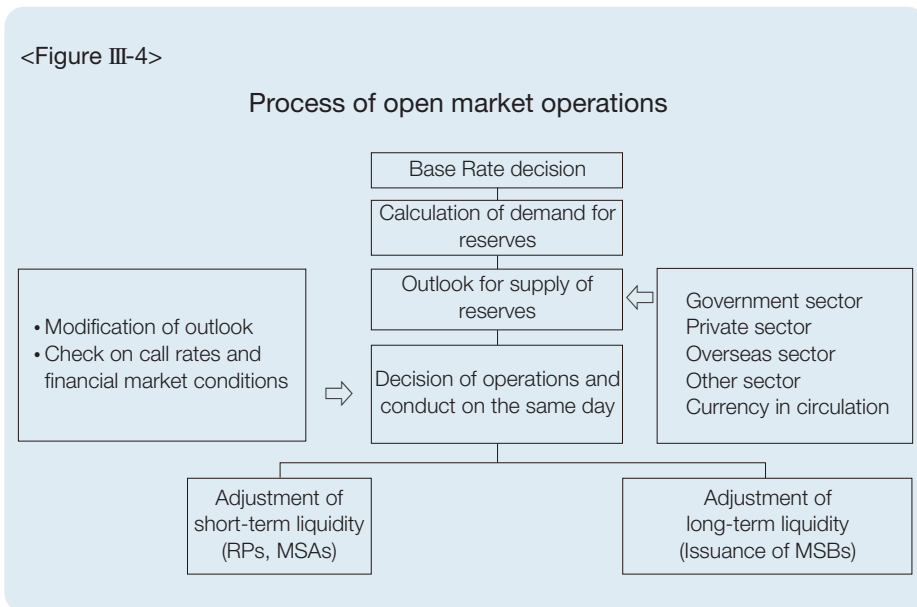 <Figure Ⅲ-4>
Process of open market operations
Base Rate decision
Calculation of demand for
reserves
Outlook for supply of
reserves
Government sector
Private sector
Overseas sector
Other sector
Currency in circulation
• Modification of outlook
• Check on call rates and
financial market conditions
Decision of operations and
conduct on the same day
Adjustment of
short-term liquidity
(RPs, MSAs)
Adjustment of
long-term liquidity
(Issuance of MSBs)